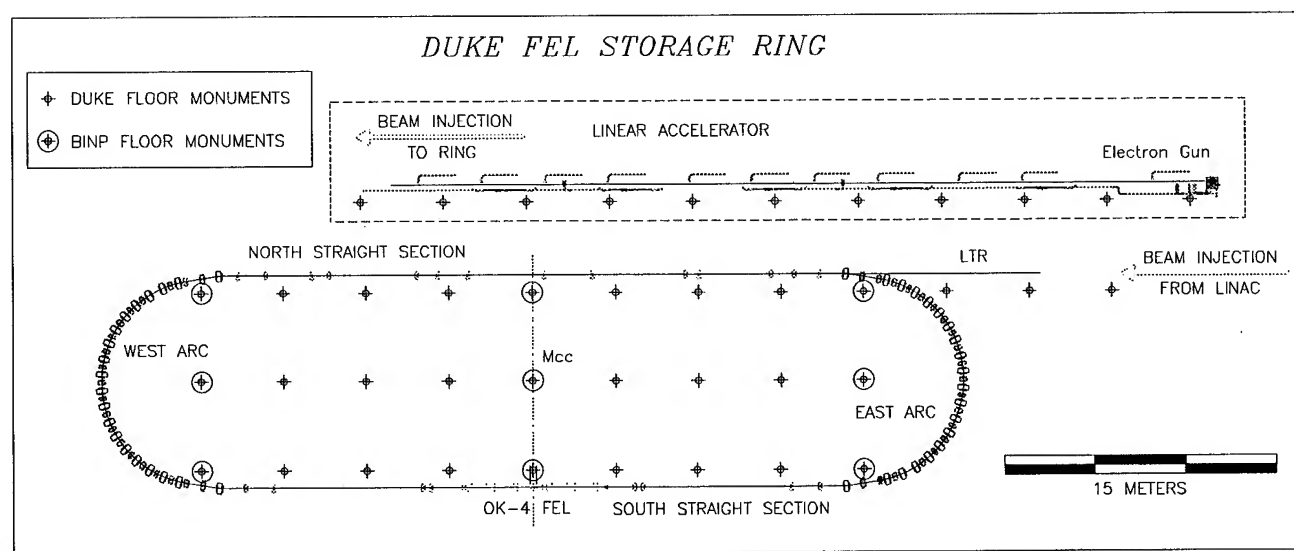 DUKE FEL STORAGE RING
DUKE FLOOR MONUMENTS
BINP FLOOR MONUMENTS
BEAM INJECTION
TO RING
LINEAR ACCELERATOR
Electron Gun
NORTH STRAIGHT SECTION
LTR
BEAM INJECTION
FROM LINAC
WEST ARC
Mcc
EAST ARC
OK-4 FEL
SOUTH STRAIGHT SECTION
15 METERS